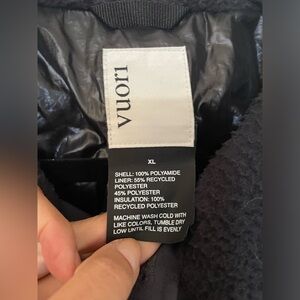 vuori
XL
SHELL: 100% POLYAMIDE
LINER: 55% RECYCLED
POLYESTER
45% POLYESTER
INSULATION: 100%
RECYCLED POLYESTER
MACHINE WASH COLD WITH
LIKE COLORS, TUMBLE DRY
LOW UNTIL FILL IS EVENLY